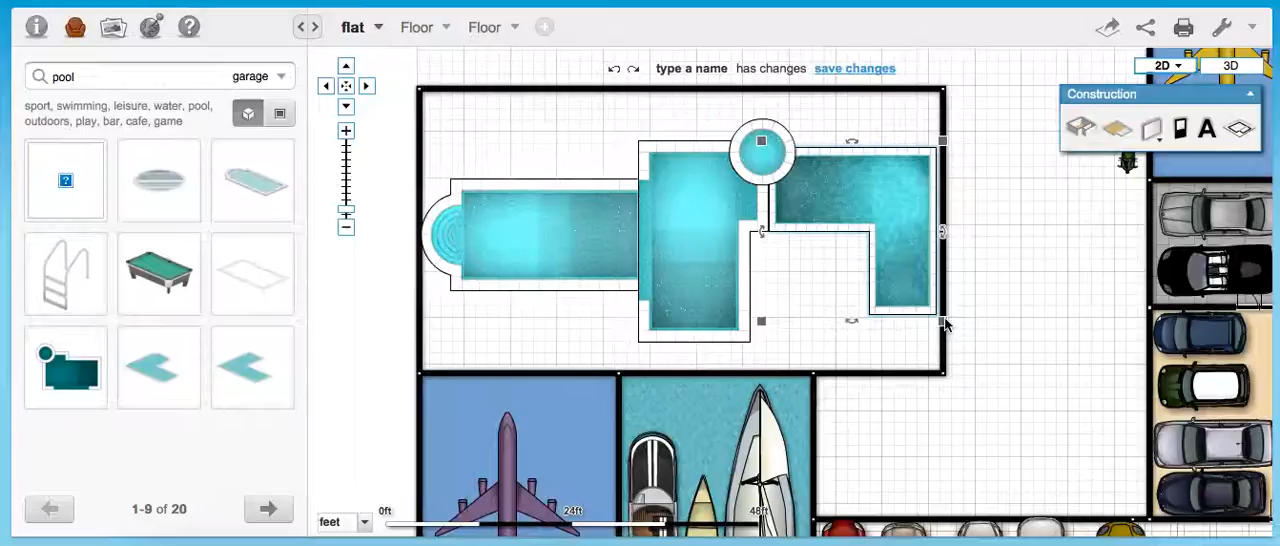 flat Floor Floor
pool garage
sport, swimming, leisure, water, pool,
outdoors, play, bar, cafe, game
type a name has changes save changes
2D 3D
Construction
A
1-9 of 20
feet
0ft 24ft 48ft